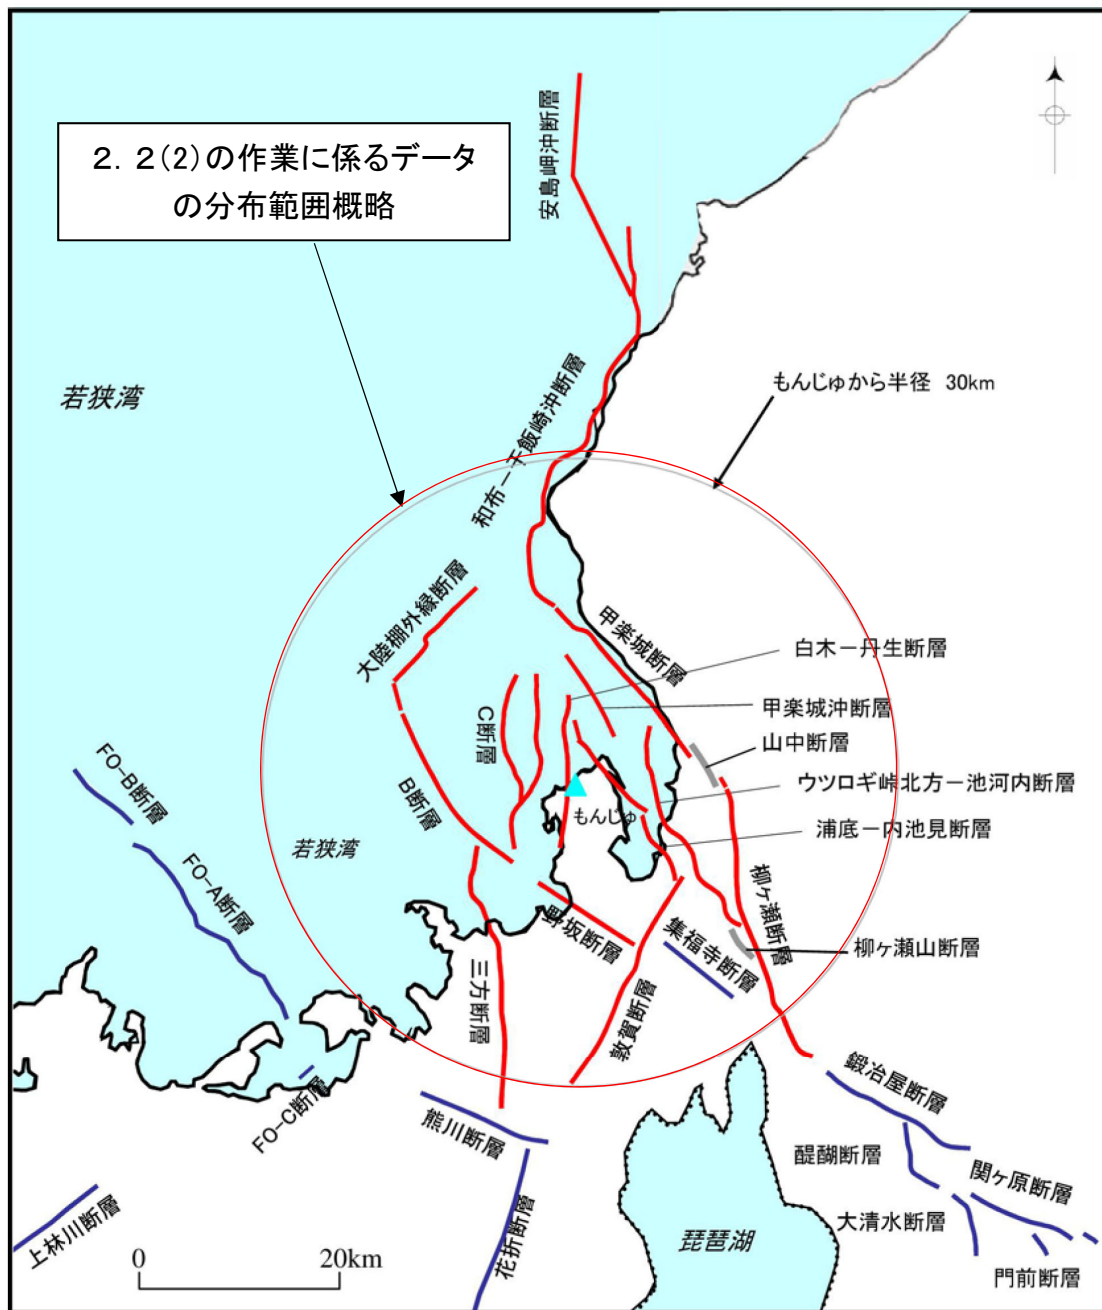 安島岬沖断層
2. 2(2)の作業に係るデータ
の分布範囲概略
若狭湾
和布－干飯崎沖断層
もんじゅから半径 30km
大陸棚外縁断層
甲楽城断層
白木－丹生断層
甲楽城沖断層
C断層
山中断層
FO-B断層
B断層
ウツロギ峠北方－池河内断層
もんじゅ
浦底－内池見断層
若狭湾
FO-A断層
柳ヶ瀬断層
野坂断層
集福寺断層
柳ヶ瀬山断層
三方断層
敦賀断層
鍛冶屋断層
FO-C断層
熊川断層
醍醐断層
関ヶ原断層
上林川断層
花折断層
大清水断層
琵琶湖
門前断層
0 20km